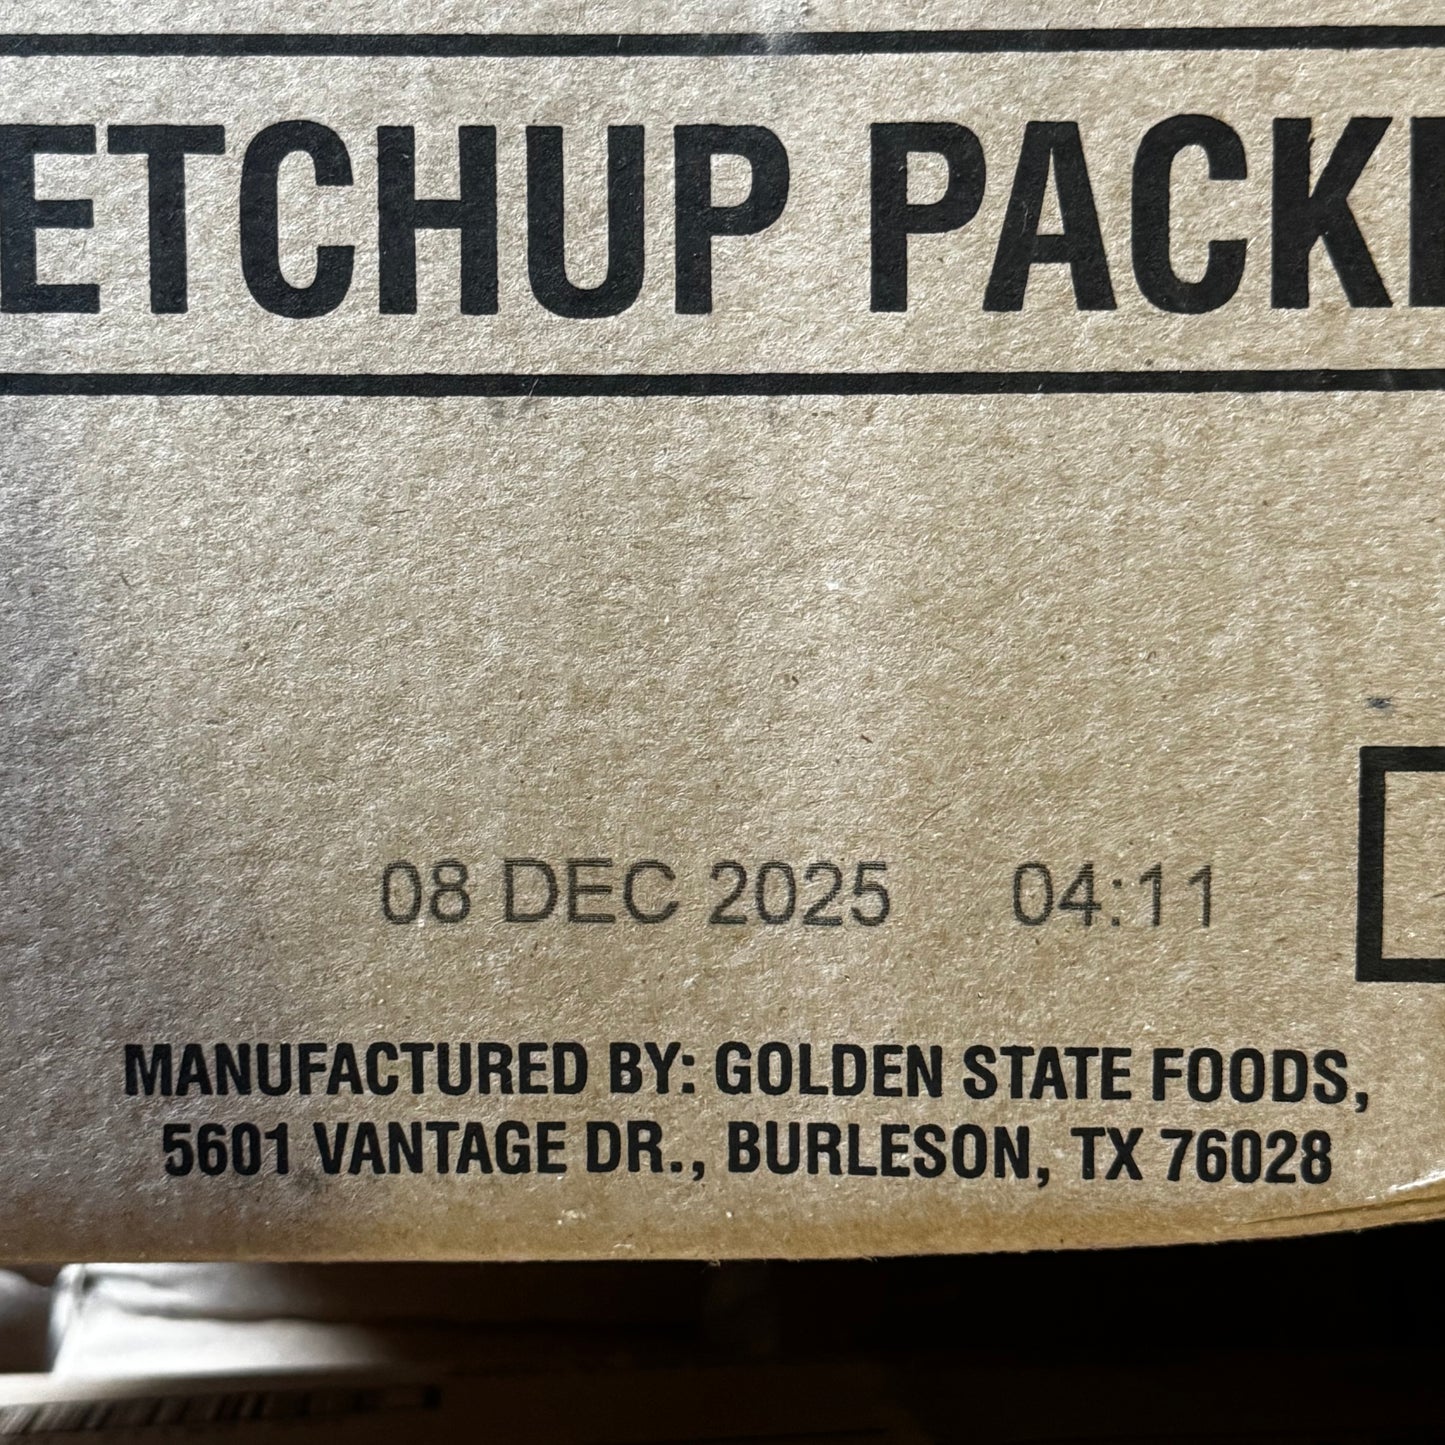 ETCHUP PACK
08 DEC 2025 04:11
MANUFACTURED BY: GOLDEN STATE FOODS,
5601 VANTAGE DR., BURLESON, TX 76028